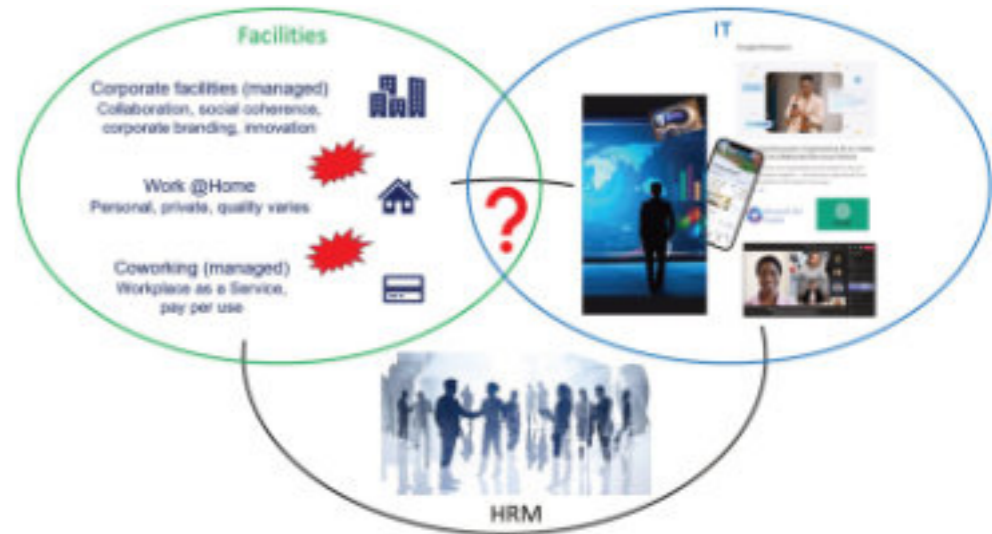 Facilities
IT
Corporate facilities (managed)
Collaboration, social coherence,
corporate branding, innovation
Work @Home
Personal, private, quality varies
?
Coworking (managed)
Workplace as a Service,
pay per use
HRM